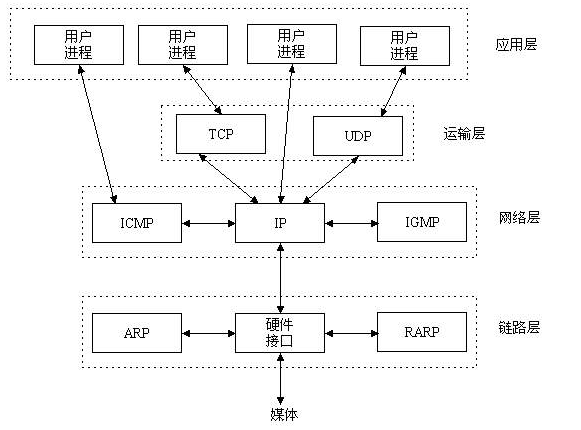 用户
进程
用户
进程
用户
进程
用户
进程
应用层
TCP
UDP
运输层
ICMP
IP
IGMP
网络层
ARP
硬件
接口
RARP
链路层
媒体